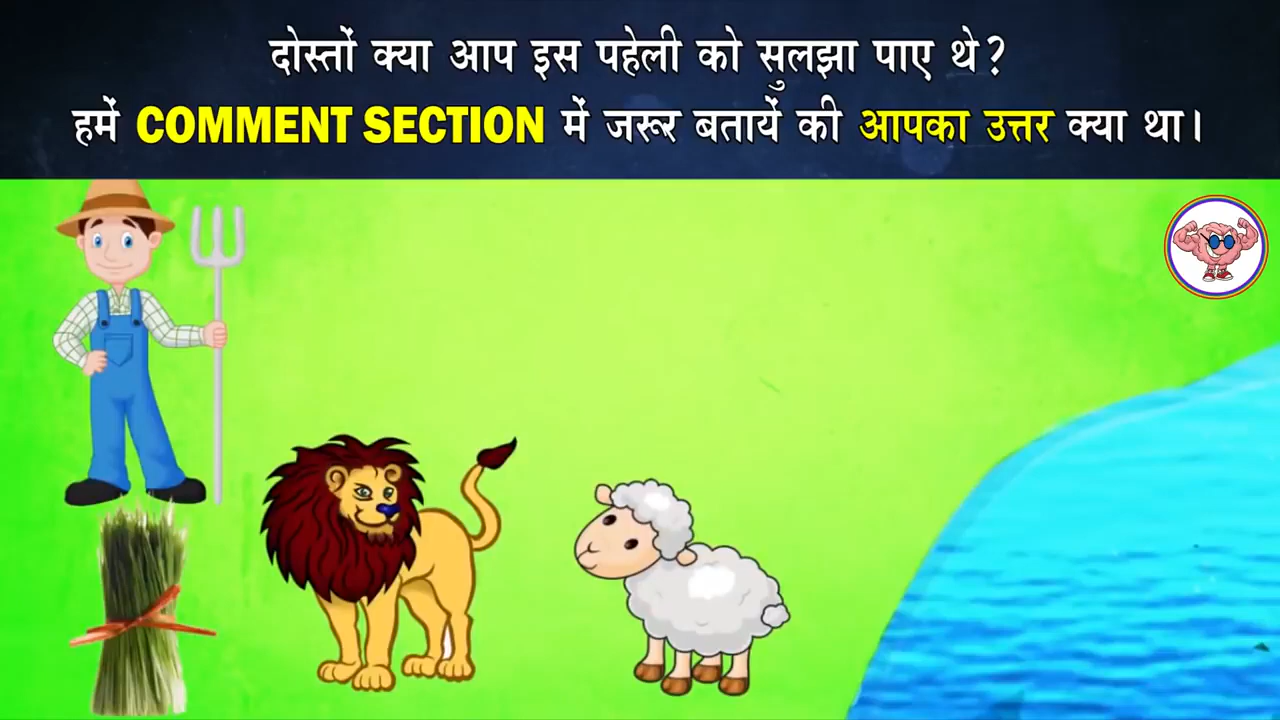 दोस्तों क्या आप इस पहेली को सुलझा पाए थे?
हमें COMMENT SECTION में जरूर बतायें की आपका उत्तर क्या था।